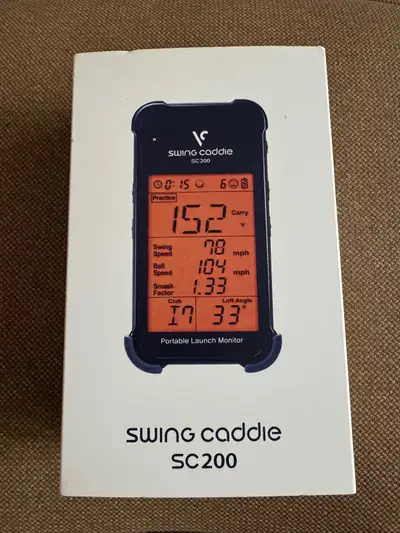 swing caddie
SC200
0:15 6
Practice
152 Carry
Y
Swing Speed 78 mph
Ball Speed 104 mph
Smash Factor 1.33
Club Loft Angle
I7 33°
Portable Launch Monitor
swing caddie
SC200